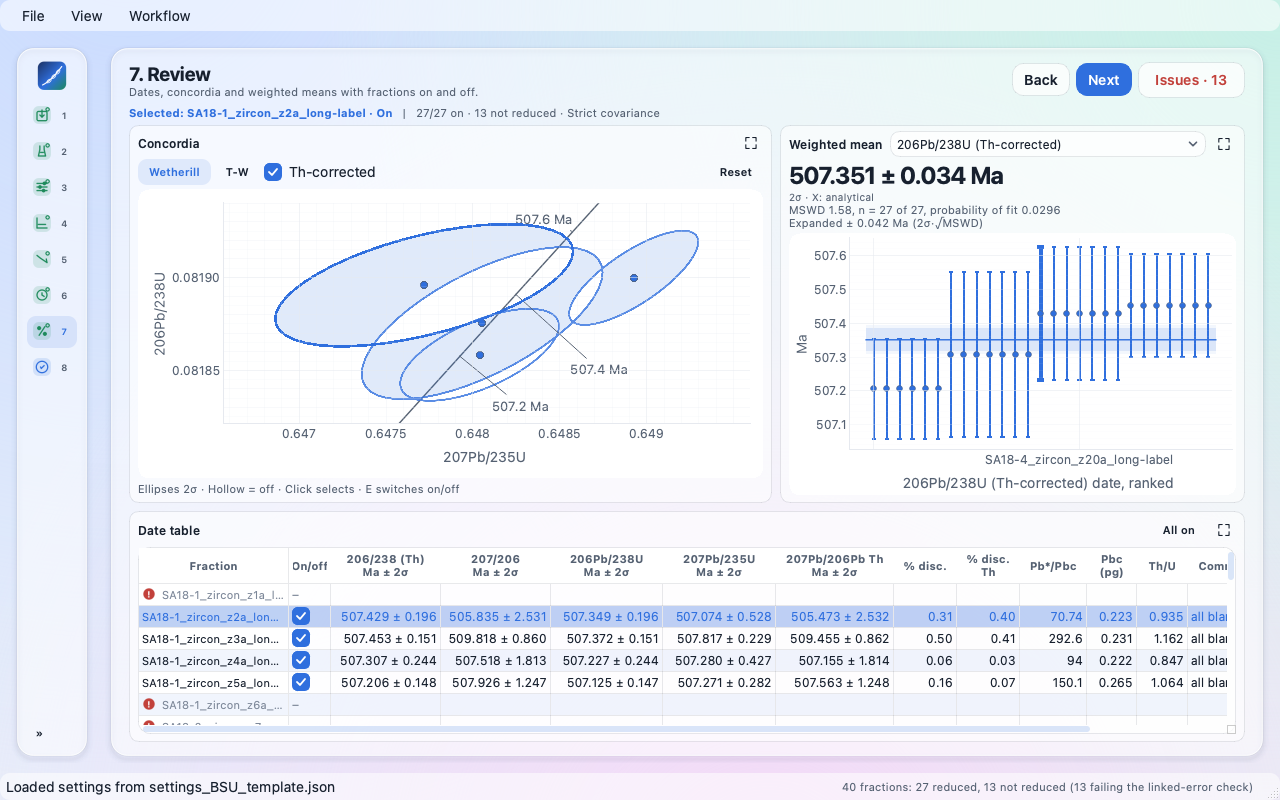 File View Workflow
7. Review
Dates, concordia and weighted means with fractions on and off.
Back Next Issues · 13
Selected: SA18-1_zircon_z2a_long-label · On | 27/27 on · 13 not reduced · Strict covariance
1
2
3
4
5
6
7
8
»
Concordia
Wetherill T-W Th-corrected Reset
507.6 Ma
0.08190
206Pb/238U
0.08185
507.4 Ma
507.2 Ma
0.647 0.6475 0.648 0.6485 0.649
207Pb/235U
Ellipses 2σ · Hollow = off · Click selects · E switches on/off
Weighted mean 206Pb/238U (Th-corrected)
507.351 ± 0.034 Ma
2σ · X: analytical
MSWD 1.58, n = 27 of 27, probability of fit 0.0296
Expanded ± 0.042 Ma (2σ·√MSWD)
507.6
507.5
507.4
Ma
507.3
507.2
507.1
SA18-4_zircon_z20a_long-label
206Pb/238U (Th-corrected) date, ranked
Date table All on
Fraction On/off 206/238 (Th) Ma ± 2σ 207/206 Ma ± 2σ 206Pb/238U Ma ± 2σ 207Pb/235U Ma ± 2σ 207Pb/206Pb Th Ma ± 2σ % disc. % disc. Th Pb*/Pbc Pbc (pg) Th/U
SA18-1_zircon_z1a_l... –
SA18-1_zircon_z2a_lon... 507.429 ± 0.196 505.835 ± 2.531 507.349 ± 0.196 507.074 ± 0.528 505.473 ± 2.532 0.31 0.40 70.74 0.223 0.935 all
SA18-1_zircon_z3a_lon... 507.453 ± 0.151 509.818 ± 0.860 507.372 ± 0.151 507.817 ± 0.229 509.455 ± 0.862 0.50 0.41 292.6 0.231 1.162 all
SA18-1_zircon_z4a_lon... 507.307 ± 0.244 507.518 ± 1.813 507.227 ± 0.244 507.280 ± 0.427 507.155 ± 1.814 0.06 0.03 94 0.222 0.847 all
SA18-1_zircon_z5a_lon... 507.206 ± 0.148 507.926 ± 1.247 507.125 ± 0.147 507.271 ± 0.282 507.563 ± 1.248 0.16 0.07 150.1 0.265 1.064 all
SA18-1_zircon_z6a_... –
Loaded settings from settings_BSU_template.json
40 fractions: 27 reduced, 13 not reduced (13 failing the linked-error check)